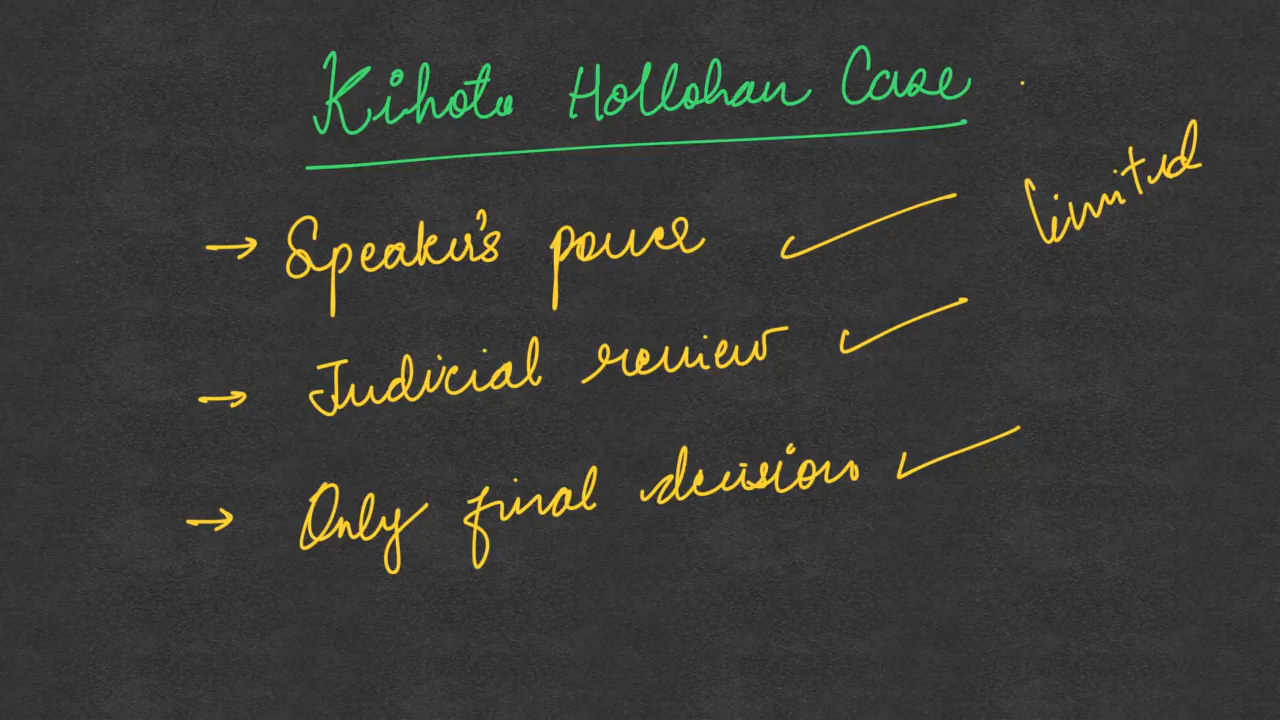 Kihoto Hollohan Case
→ Speaker's power ✓ limited
→ Judicial review ✓
→ Only final decision ✓